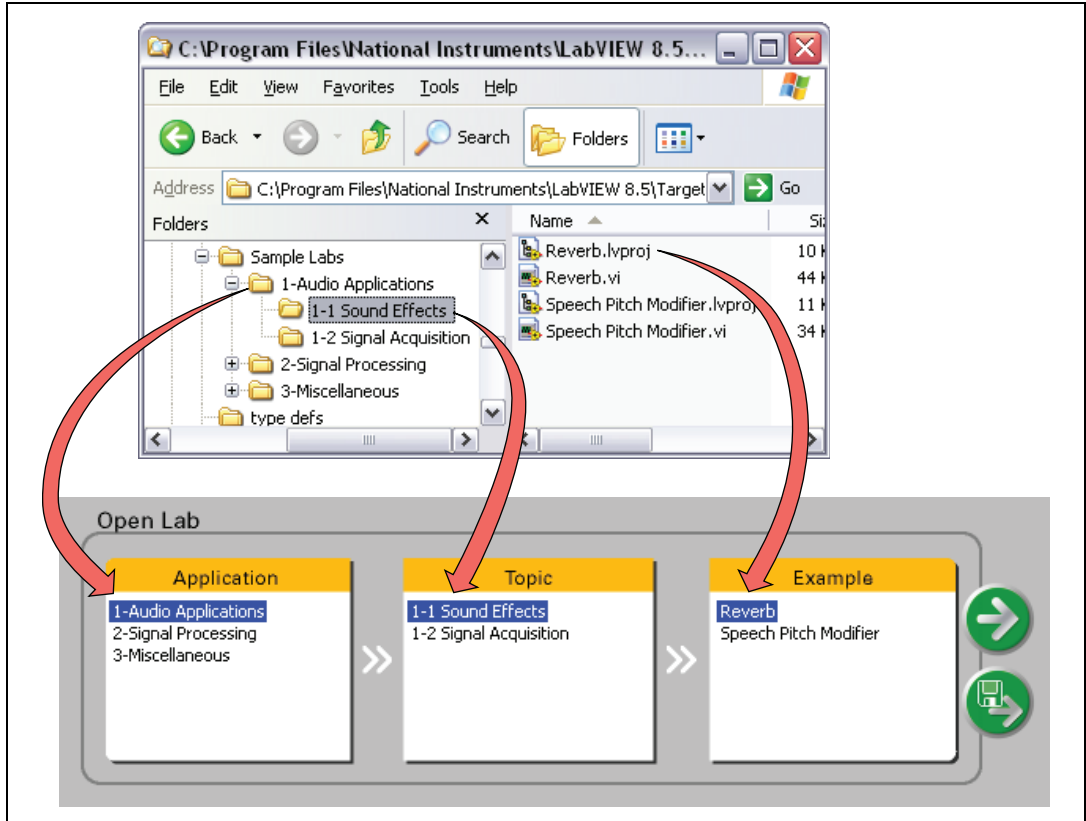 C:\Program Files\National Instruments\LabVIEW 8.5...
File Edit View Favorites Tools Help
Back Search Folders
Address C:\Program Files\National Instruments\LabVIEW 8.5\Target Go
Folders × Name Si
Sample Labs
1-Audio Applications
1-1 Sound Effects
1-2 Signal Acquisition
2-Signal Processing
3-Miscellaneous
type defs
Reverb.lvproj 10 K
Reverb.vi 44 K
Speech Pitch Modifier.lvproj 11 K
Speech Pitch Modifier.vi 34 K
Open Lab
Application
1-Audio Applications
2-Signal Processing
3-Miscellaneous
Topic
1-1 Sound Effects
1-2 Signal Acquisition
Example
Reverb
Speech Pitch Modifier